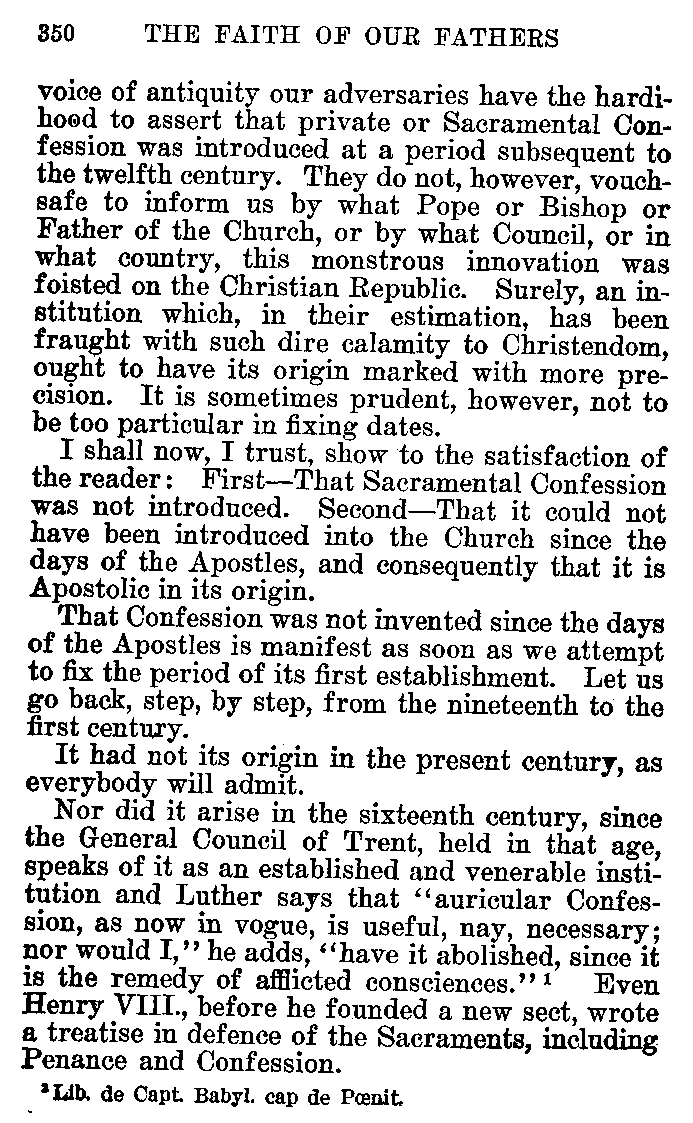 350 THE FAITH OF OUR FATHERS
voice of antiquity our adversaries have the hardi-
hood to assert that private or Sacramental Con-
fession was introduced at a period subsequent to
the twelfth century. They do not, however, vouch-
safe to inform us by what Pope or Bishop or
Father of the Church, or by what Council, or in
what country, this monstrous innovation was
foisted on the Christian Republic. Surely, an in-
stitution which, in their estimation, has been
fraught with such dire calamity to Christendom,
ought to have its origin marked with more pre-
cision. It is sometimes prudent, however, not to
be too particular in fixing dates.
I shall now, I trust, show to the satisfaction of
the reader: First—That Sacramental Confession
was not introduced. Second—That it could not
have been introduced into the Church since the
days of the Apostles, and consequently that it is
Apostolic in its origin.
That Confession was not invented since the days
of the Apostles is manifest as soon as we attempt
to fix the period of its first establishment. Let us
go back, step, by step, from the nineteenth to the
first century.
It had not its origin in the present century, as
everybody will admit.
Nor did it arise in the sixteenth century, since
the General Council of Trent, held in that age,
speaks of it as an established and venerable insti-
tution and Luther says that "auricular Confes-
sion, as now in vogue, is useful, nay, necessary;
nor would I," he adds, "have it abolished, since it
is the remedy of afflicted consciences." ¹ Even
Henry VIII., before he founded a new sect, wrote
a treatise in defence of the Sacraments, including
Penance and Confession.
¹ Lib. de Capt. Babyl. cap de Pœnit.